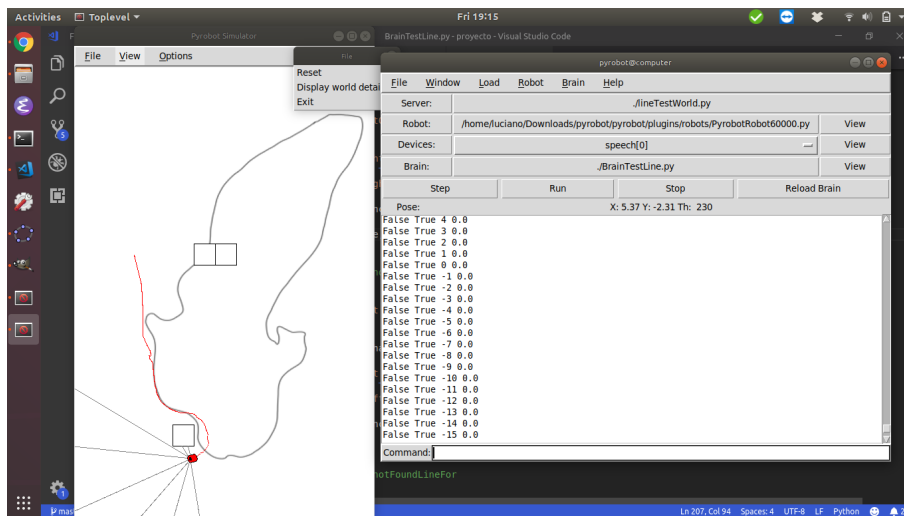 Activities
Toplevel
Fri 19:15
Pyrobot Simulator
BrainTestLine.py - proyecto - Visual Studio Code
File View Options
File
Reset
Display world detai
Exit
pyrobot@computer
File Window Load Robot Brain Help
Server: ./lineTestWorld.py
Robot: /home/luciano/Downloads/pyrobot/pyrobot/plugins/robots/PyrobotRobot60000.py View
Devices: speech[0] View
Brain: ./BrainTestLine.py View
Step Run Stop Reload Brain
Pose: X: 5.37 Y: -2.31 Th: 230
False True 4 0.0
False True 3 0.0
False True 2 0.0
False True 1 0.0
False True 0 0.0
False True -1 0.0
False True -2 0.0
False True -3 0.0
False True -4 0.0
False True -5 0.0
False True -6 0.0
False True -7 0.0
False True -8 0.0
False True -9 0.0
False True -10 0.0
False True -11 0.0
False True -12 0.0
False True -13 0.0
False True -14 0.0
False True -15 0.0
Command:
notFoundLineFor
Ln 207, Col 94 Spaces: 4 UTF-8 LF Python